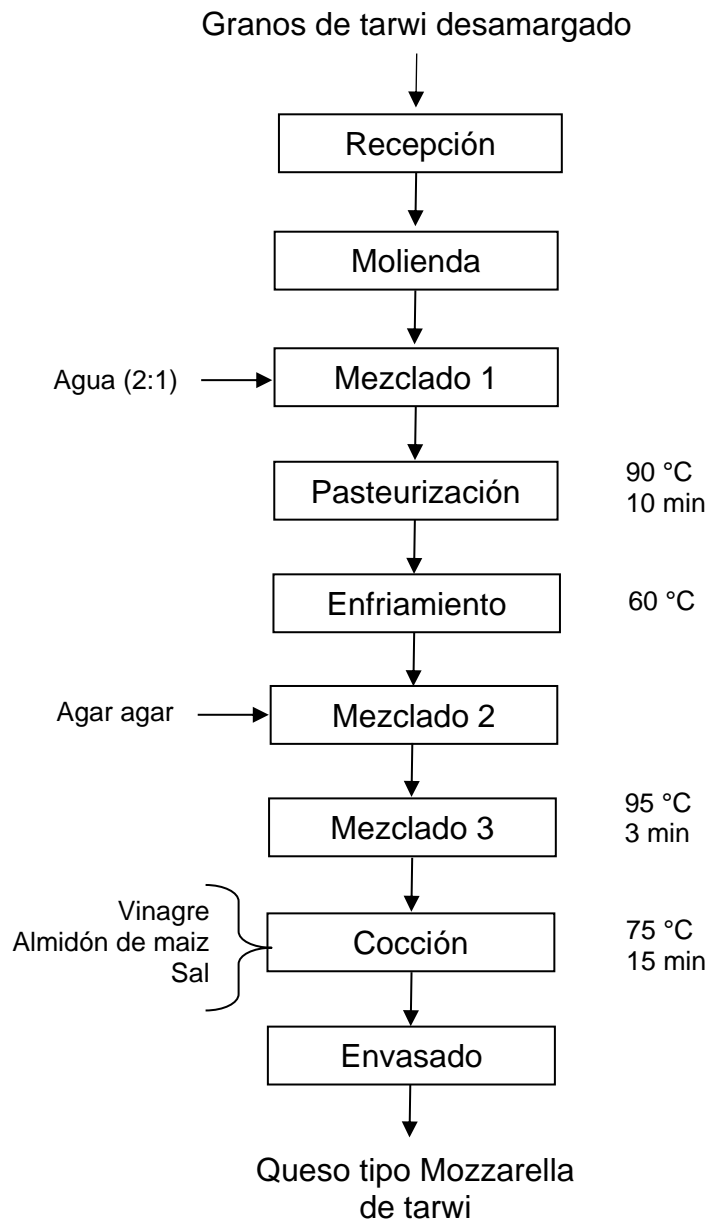 Granos de tarwi desamargado
Recepción
Molienda
Agua (2:1)
Mezclado 1
Pasteurización
90 °C
10 min
Enfriamiento
60 °C
Agar agar
Mezclado 2
Mezclado 3
95 °C
3 min
Vinagre
Almidón de maiz
Sal
Cocción
75 °C
15 min
Envasado
Queso tipo Mozzarella
de tarwi